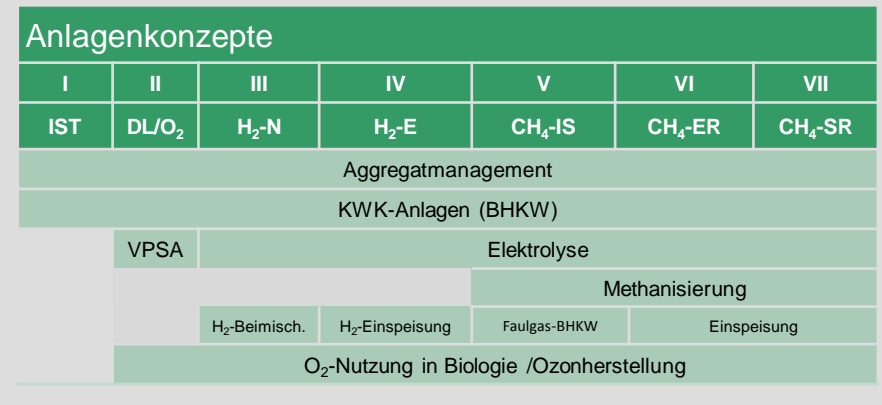 Anlagenkonzepte
I II III IV V VI VII
IST DL/O₂ H₂-N H₂-E CH₄-IS CH₄-ER CH₄-SR
Aggregatmanagement
KWK-Anlagen (BHKW)
VPSA Elektrolyse
Methanisierung
H₂-Beimisch. H₂-Einspeisung Faulgas-BHKW Einspeisung
O₂-Nutzung in Biologie /Ozonherstellung